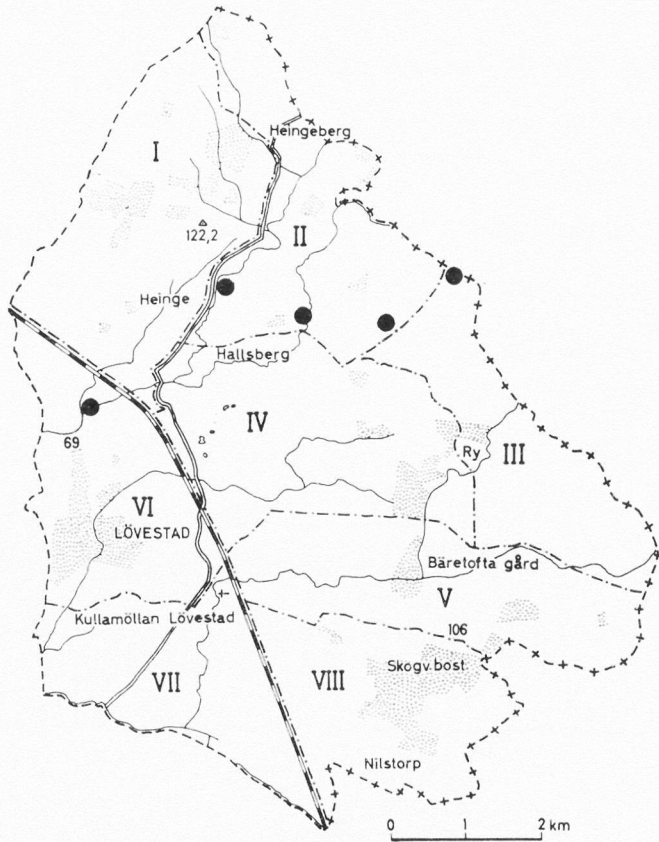 Heingeberg
I
122,2
II
Heinge
Hallsberg
69
IV
Ry
III
VI
LÖVESTAD
Bäretofta gård
V
Kullamöllan Lövestad
106
VII
VIII
Skogv.bost.
Nilstorp
0 1 2 km